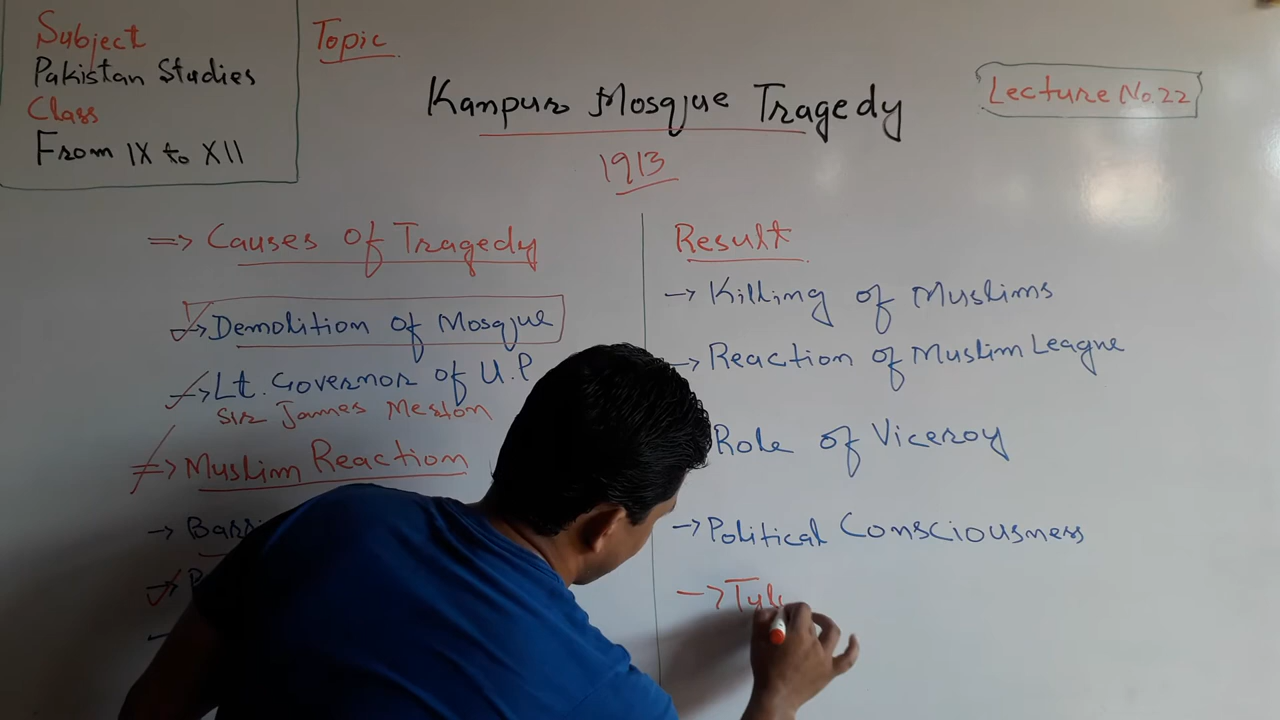 Subject
Pakistan Studies
Class
From IX to XII
Topic
Kanpur Mosque Tragedy
1913
Lecture No.22
=> Causes of Tragedy
→ Demolition of Mosque
→ Lt. Governor of U.P
Sir James Meston
=> Muslim Reaction
→
Result
→ Killing of Muslims
→ Reaction of Muslim League
Role of Viceroy
→ Political Consciousness
→